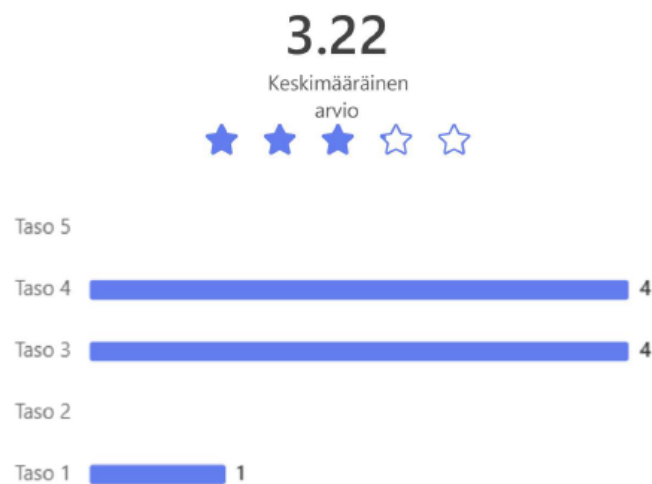 3.22
Keskimääräinen
arvio
Taso 5
Taso 4 4
Taso 3 4
Taso 2
Taso 1 1